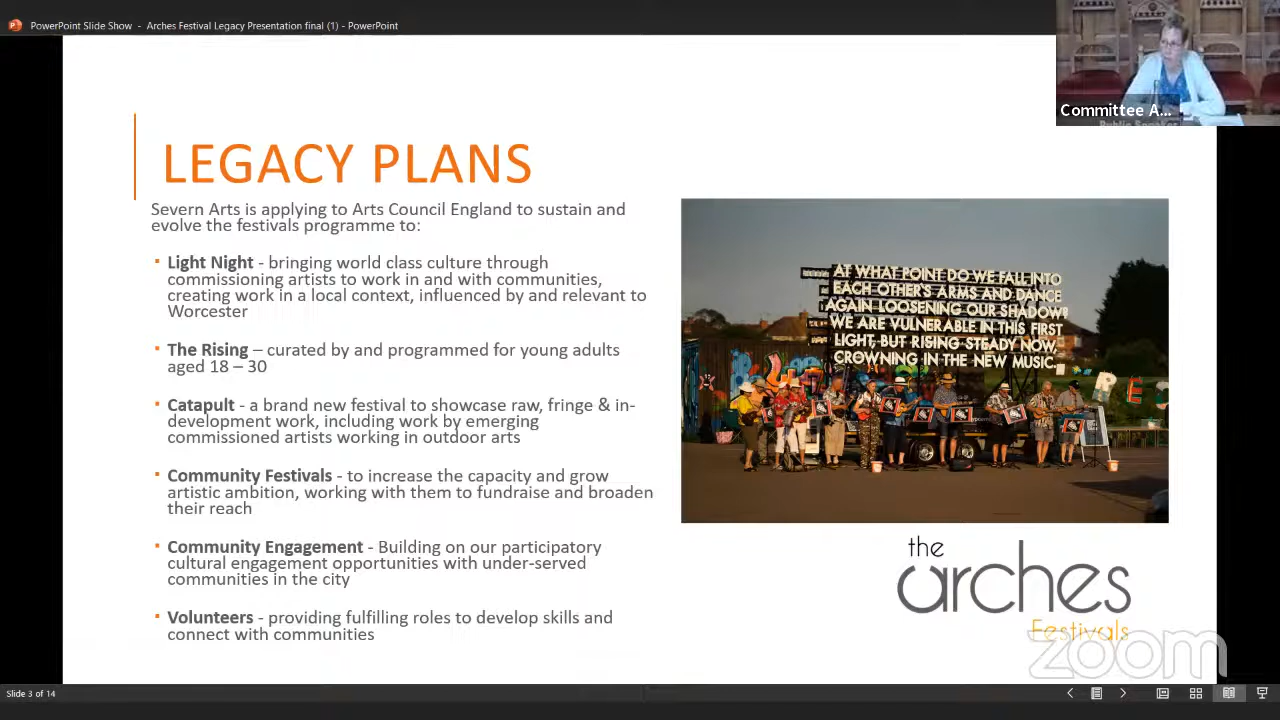 PowerPoint Slide Show - Arches Festival Legacy Presentation final (1) - PowerPoint
Committee A...
LEGACY PLANS
Severn Arts is applying to Arts Council England to sustain and
evolve the festivals programme to:
Light Night - bringing world class culture through
commissioning artists to work in and with communities,
creating work in a local context, influenced by and relevant to
Worcester
The Rising – curated by and programmed for young adults
aged 18 – 30
Catapult - a brand new festival to showcase raw, fringe & in-
development work, including work by emerging
commissioned artists working in outdoor arts
Community Festivals - to increase the capacity and grow
artistic ambition, working with them to fundraise and broaden
their reach
Community Engagement - Building on our participatory
cultural engagement opportunities with under-served
communities in the city
Volunteers - providing fulfilling roles to develop skills and
connect with communities
AT WHAT POINT DO WE FALL INTO
EACH OTHER'S ARMS AND DANCE
AGAIN LOOSENING OUR SHADOW?
WE ARE VULNERABLE IN THIS FIRST
LIGHT, BUT RISING STEADY NOW,
CROWNING IN THE NEW MUSIC.
the
arches
Festivals
zoom
Slide 3 of 14